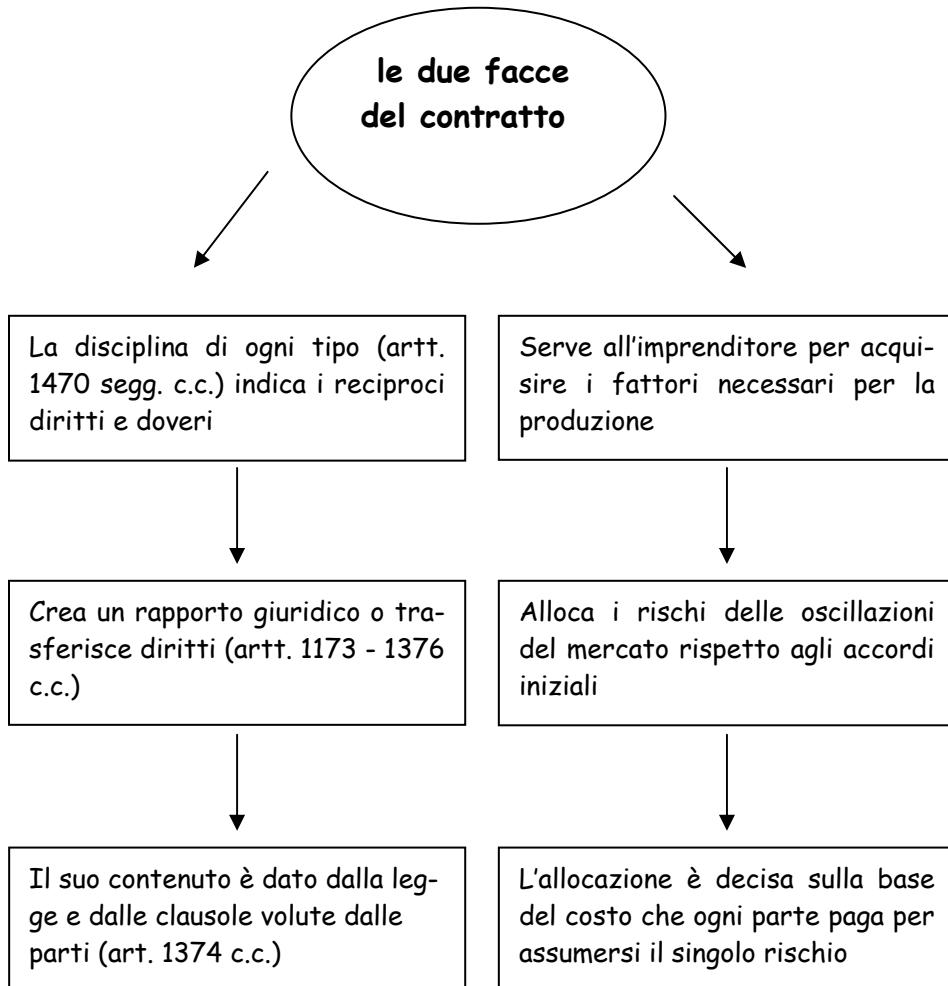 le due facce
del contratto
La disciplina di ogni tipo (artt.
1470 segg. c.c.) indica i reciproci
diritti e doveri
Crea un rapporto giuridico o tra-
sferisce diritti (artt. 1173 - 1376
c.c.)
Il suo contenuto è dato dalla leg-
ge e dalle clausole volute dalle
parti (art. 1374 c.c.)
Serve all'imprenditore per acqui-
sire i fattori necessari per la
produzione
Alloca i rischi delle oscillazioni
del mercato rispetto agli accordi
iniziali
L'allocazione è decisa sulla base
del costo che ogni parte paga per
assumersi il singolo rischio